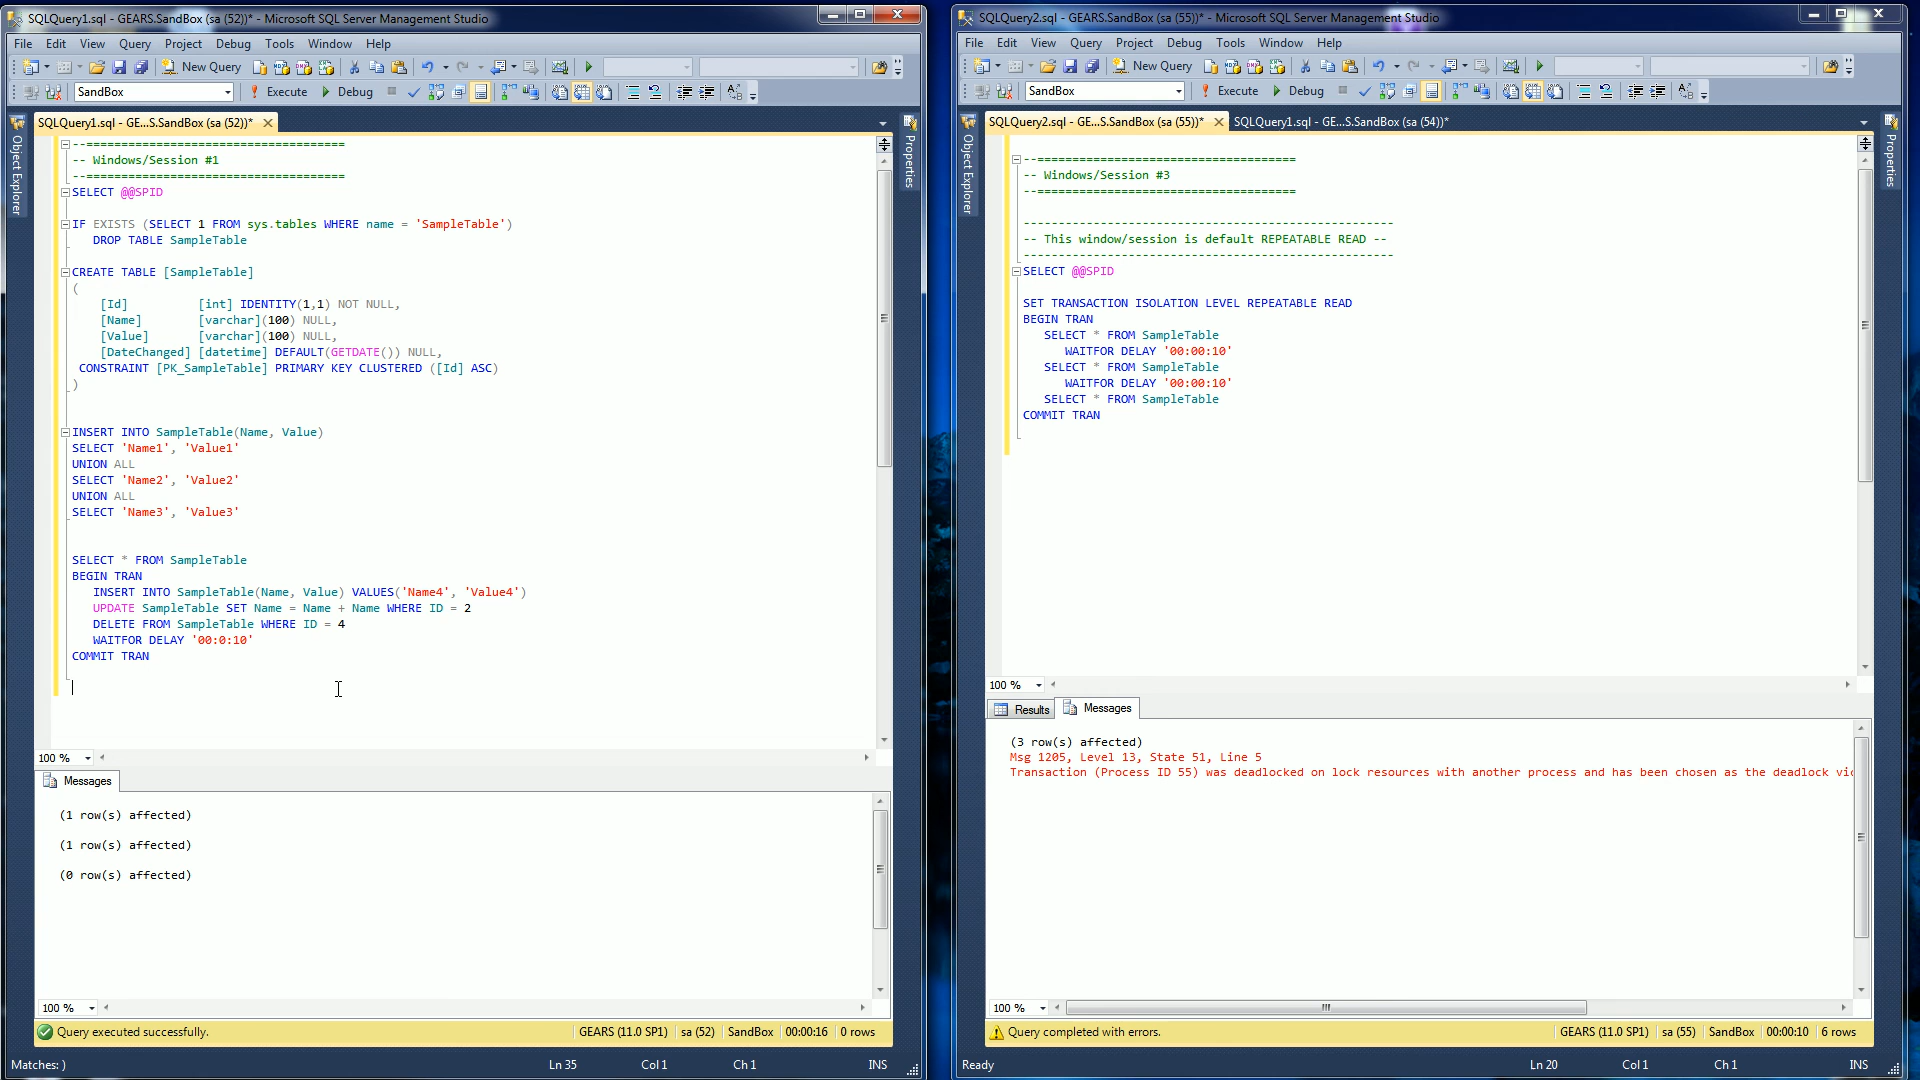 SQLQuery1.sql - GEARS.SandBox (sa (52))* - Microsoft SQL Server Management Studio
File Edit View Query Project Debug Tools Window Help
New Query
SandBox Execute Debug
SQLQuery1.sql - GE...S.SandBox (sa (52))*
Object Explorer
Properties
--=====================================
-- Windows/Session #1
--=====================================
SELECT @@SPID
IF EXISTS (SELECT 1 FROM sys.tables WHERE name = 'SampleTable')
DROP TABLE SampleTable
CREATE TABLE [SampleTable]
(
[Id] [int] IDENTITY(1,1) NOT NULL,
[Name] [varchar](100) NULL,
[Value] [varchar](100) NULL,
[DateChanged] [datetime] DEFAULT(GETDATE()) NULL,
CONSTRAINT [PK_SampleTable] PRIMARY KEY CLUSTERED ([Id] ASC)
)
INSERT INTO SampleTable(Name, Value)
SELECT 'Name1', 'Value1'
UNION ALL
SELECT 'Name2', 'Value2'
UNION ALL
SELECT 'Name3', 'Value3'
SELECT * FROM SampleTable
BEGIN TRAN
INSERT INTO SampleTable(Name, Value) VALUES('Name4', 'Value4')
UPDATE SampleTable SET Name = Name + Name WHERE ID = 2
DELETE FROM SampleTable WHERE ID = 4
WAITFOR DELAY '00:0:10'
COMMIT TRAN
100 %
Messages
(1 row(s) affected)
(1 row(s) affected)
(0 row(s) affected)
100 %
Query executed successfully. GEARS (11.0 SP1) sa (52) SandBox 00:00:16 0 rows
Matches: ) Ln 35 Col 1 Ch 1 INS
SQLQuery2.sql - GEARS.SandBox (sa (55))* - Microsoft SQL Server Management Studio
File Edit View Query Project Debug Tools Window Help
New Query
SandBox Execute Debug
SQLQuery2.sql - GE...S.SandBox (sa (55))* SQLQuery1.sql - GE...S.SandBox (sa (54))*
Object Explorer
Properties
--=====================================
-- Windows/Session #3
--=====================================
-----------------------------------------------------
-- This window/session is default REPEATABLE READ --
-----------------------------------------------------
SELECT @@SPID
SET TRANSACTION ISOLATION LEVEL REPEATABLE READ
BEGIN TRAN
SELECT * FROM SampleTable
WAITFOR DELAY '00:00:10'
SELECT * FROM SampleTable
WAITFOR DELAY '00:00:10'
SELECT * FROM SampleTable
COMMIT TRAN
100 %
Results Messages
(3 row(s) affected)
Msg 1205, Level 13, State 51, Line 5
Transaction (Process ID 55) was deadlocked on lock resources with another process and has been chosen as the deadlock vic
100 %
Query completed with errors. GEARS (11.0 SP1) sa (55) SandBox 00:00:10 6 rows
Ready Ln 20 Col 1 Ch 1 INS